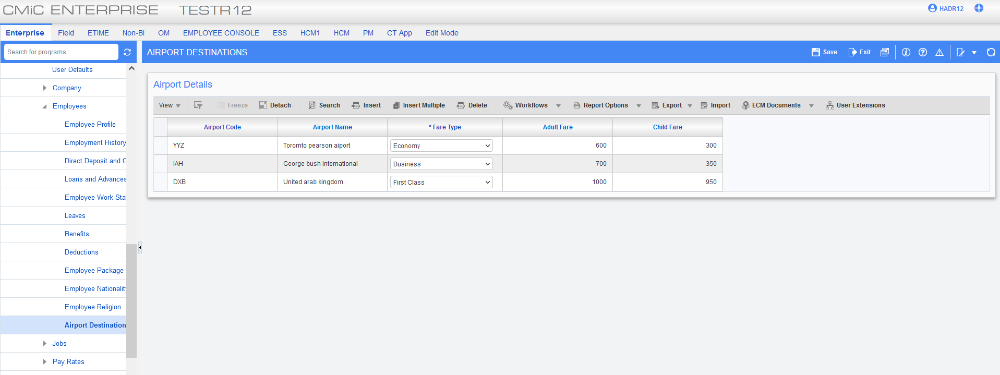 CMiC ENTERPRISE TESTR12
HADR12
Enterprise Field ETIME Non-BI OM EMPLOYEE CONSOLE ESS HCM1 HCM PM CT App Edit Mode
Search for programs...
AIRPORT DESTINATIONS
Save Exit
User Defaults
Company
Employees
Employee Profile
Employment History
Direct Deposit and C
Loans and Advances
Employee Work Sta
Leaves
Benefits
Deductions
Employee Package
Employee Nationality
Employee Religion
Airport Destination
Jobs
Pay Rates
Airport Details
View Freeze Detach Search Insert Insert Multiple Delete Workflows Report Options Export Import ECM Documents User Extensions
Airport Code Airport Name * Fare Type Adult Fare Child Fare
YYZ Torornto pearson aiport Economy 600 300
IAH George bush international Business 700 350
DXB United arab kingdom First Class 1000 950